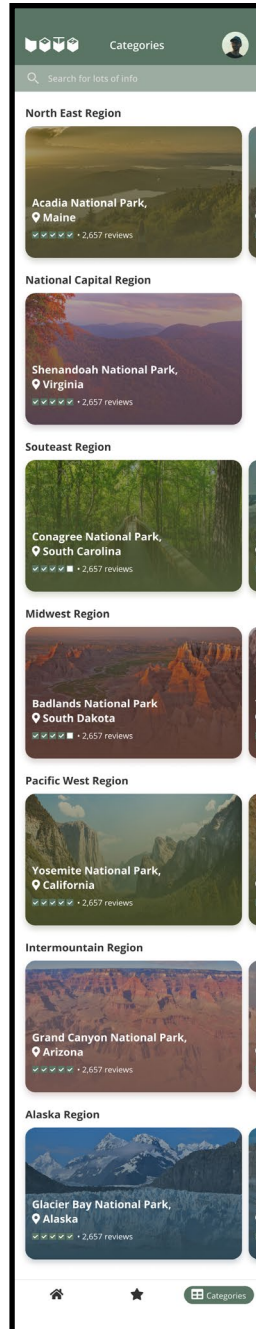 Categories
Search for lots of info
North East Region
Acadia National Park,
Maine
• 2,657 reviews
National Capital Region
Shenandoah National Park,
Virginia
• 2,657 reviews
Souteast Region
Conagree National Park,
South Carolina
• 2,657 reviews
Midwest Region
Badlands National Park
South Dakota
• 2,657 reviews
Pacific West Region
Yosemite National Park,
California
• 2,657 reviews
Intermountain Region
Grand Canyon National Park,
Arizona
• 2,657 reviews
Alaska Region
Glacier Bay National Park,
Alaska
• 2,657 reviews
Categories